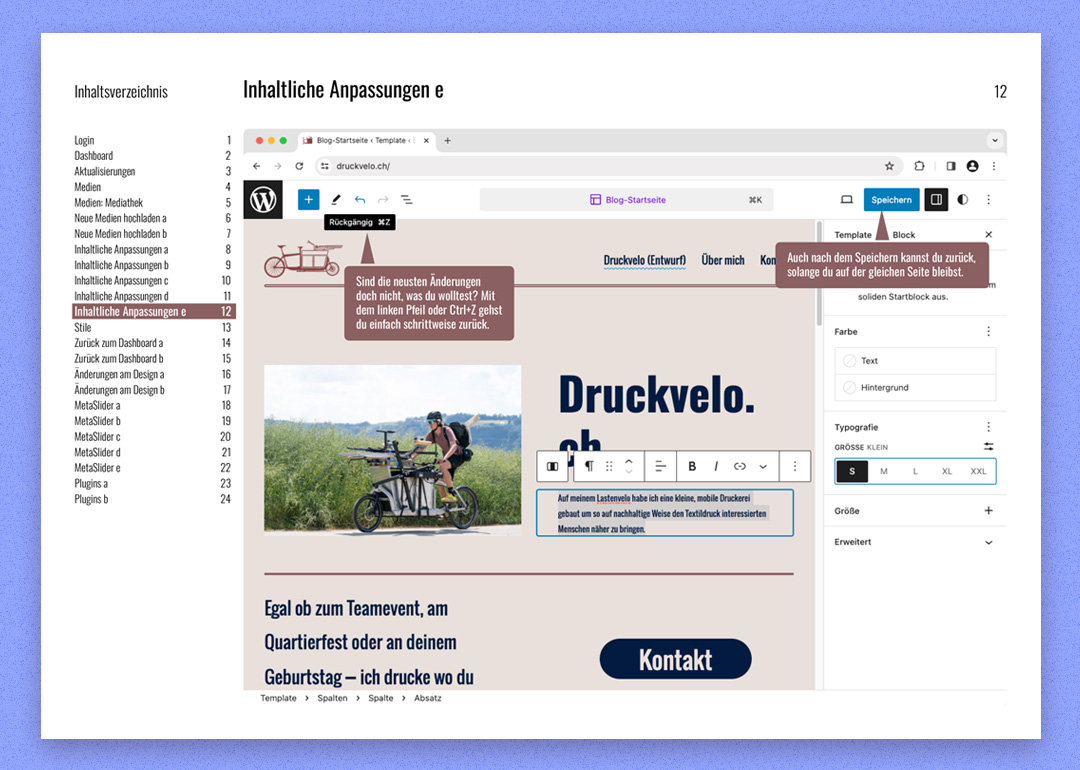 Inhaltsverzeichnis
Inhaltliche Anpassungen e
12
Login 1
Dashboard 2
Aktualisierungen 3
Medien 4
Medien: Mediathek 5
Neue Medien hochladen a 6
Neue Medien hochladen b 7
Inhaltliche Anpassungen a 8
Inhaltliche Anpassungen b 9
Inhaltliche Anpassungen c 10
Inhaltliche Anpassungen d 11
Inhaltliche Anpassungen e 12
Stile 13
Zurück zum Dashboard a 14
Zurück zum Dashboard b 15
Änderungen am Design a 16
Änderungen am Design b 17
MetaSlider a 18
MetaSlider b 19
MetaSlider c 20
MetaSlider d 21
MetaSlider e 22
Plugins a 23
Plugins b 24
Blog-Startseite ‹ Template ‹
druckvelo.ch/
Blog-Startseite
⌘K
Speichern
Rückgängig ⌘Z
Sind die neusten Änderungen
doch nicht, was du wolltest? Mit
dem linken Pfeil oder Ctrl+Z gehst
du einfach schrittweise zurück.
Druckvelo (Entwurf)
Über mich
Kon
Template
Block
Auch nach dem Speichern kannst du zurück,
solange du auf der gleichen Seite bleibst.
m
soliden Startblock aus.
Druckvelo.
ch
B I
Auf meinem Lastenvelo habe ich eine kleine, mobile Druckerei
gebaut um so auf nachhaltige Weise den Textildruck interessierten
Menschen näher zu bringen.
Farbe
Text
Hintergrund
Typografie
GRÖSSE KLEIN
S M L XL XXL
Größe
Erweitert
Egal ob zum Teamevent, am
Quartierfest oder an deinem
Geburtstag – ich drucke wo du
Kontakt
Template › Spalten › Spalte › Absatz